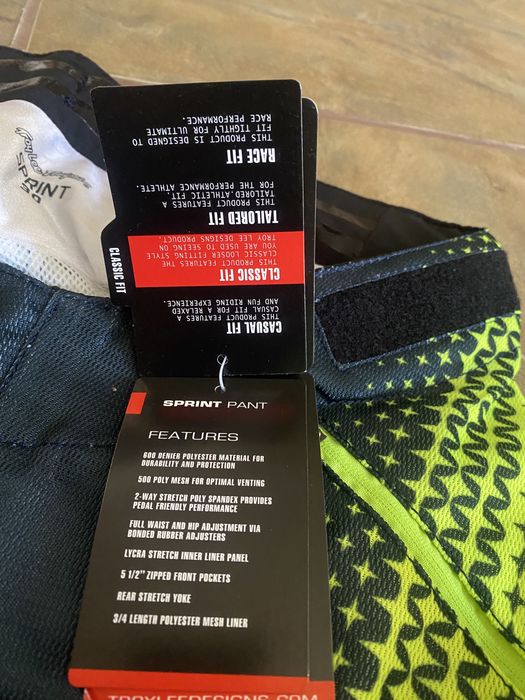 Troy Lee Designs
SPRINT
CLASSIC FIT
CASUAL FIT
THIS PRODUCT FEATURES A
CASUAL FIT FOR A RELAXED
AND FUN RIDING EXPERIENCE.
CLASSIC FIT
THIS PRODUCT FEATURES THE
CLASSIC LOOSER FITTING STYLE
YOU ARE USED TO SEEING ON
TROY LEE DESIGNS PRODUCT.
TAILORED FIT
THIS PRODUCT FEATURES A
TAILORED, ATHLETIC FIT.
FOR THE PERFORMANCE ATHLETE.
RACE FIT
THIS PRODUCT IS DESIGNED TO
FIT TIGHTLY FOR ULTIMATE
RACE PERFORMANCE.
SPRINT PANT
FEATURES
600 DENIER POLYESTER MATERIAL FOR
DURABILITY AND PROTECTION
500 POLY MESH FOR OPTIMAL VENTING
2-WAY STRETCH POLY SPANDEX PROVIDES
PEDAL FRIENDLY PERFORMANCE
FULL WAIST AND HIP ADJUSTMENT VIA
BONDED RUBBER ADJUSTERS
LYCRA STRETCH INNER LINER PANEL
5 1/2" ZIPPED FRONT POCKETS
REAR STRETCH YOKE
3/4 LENGTH POLYESTER MESH LINER
TROYLEEDESIGNS.COM